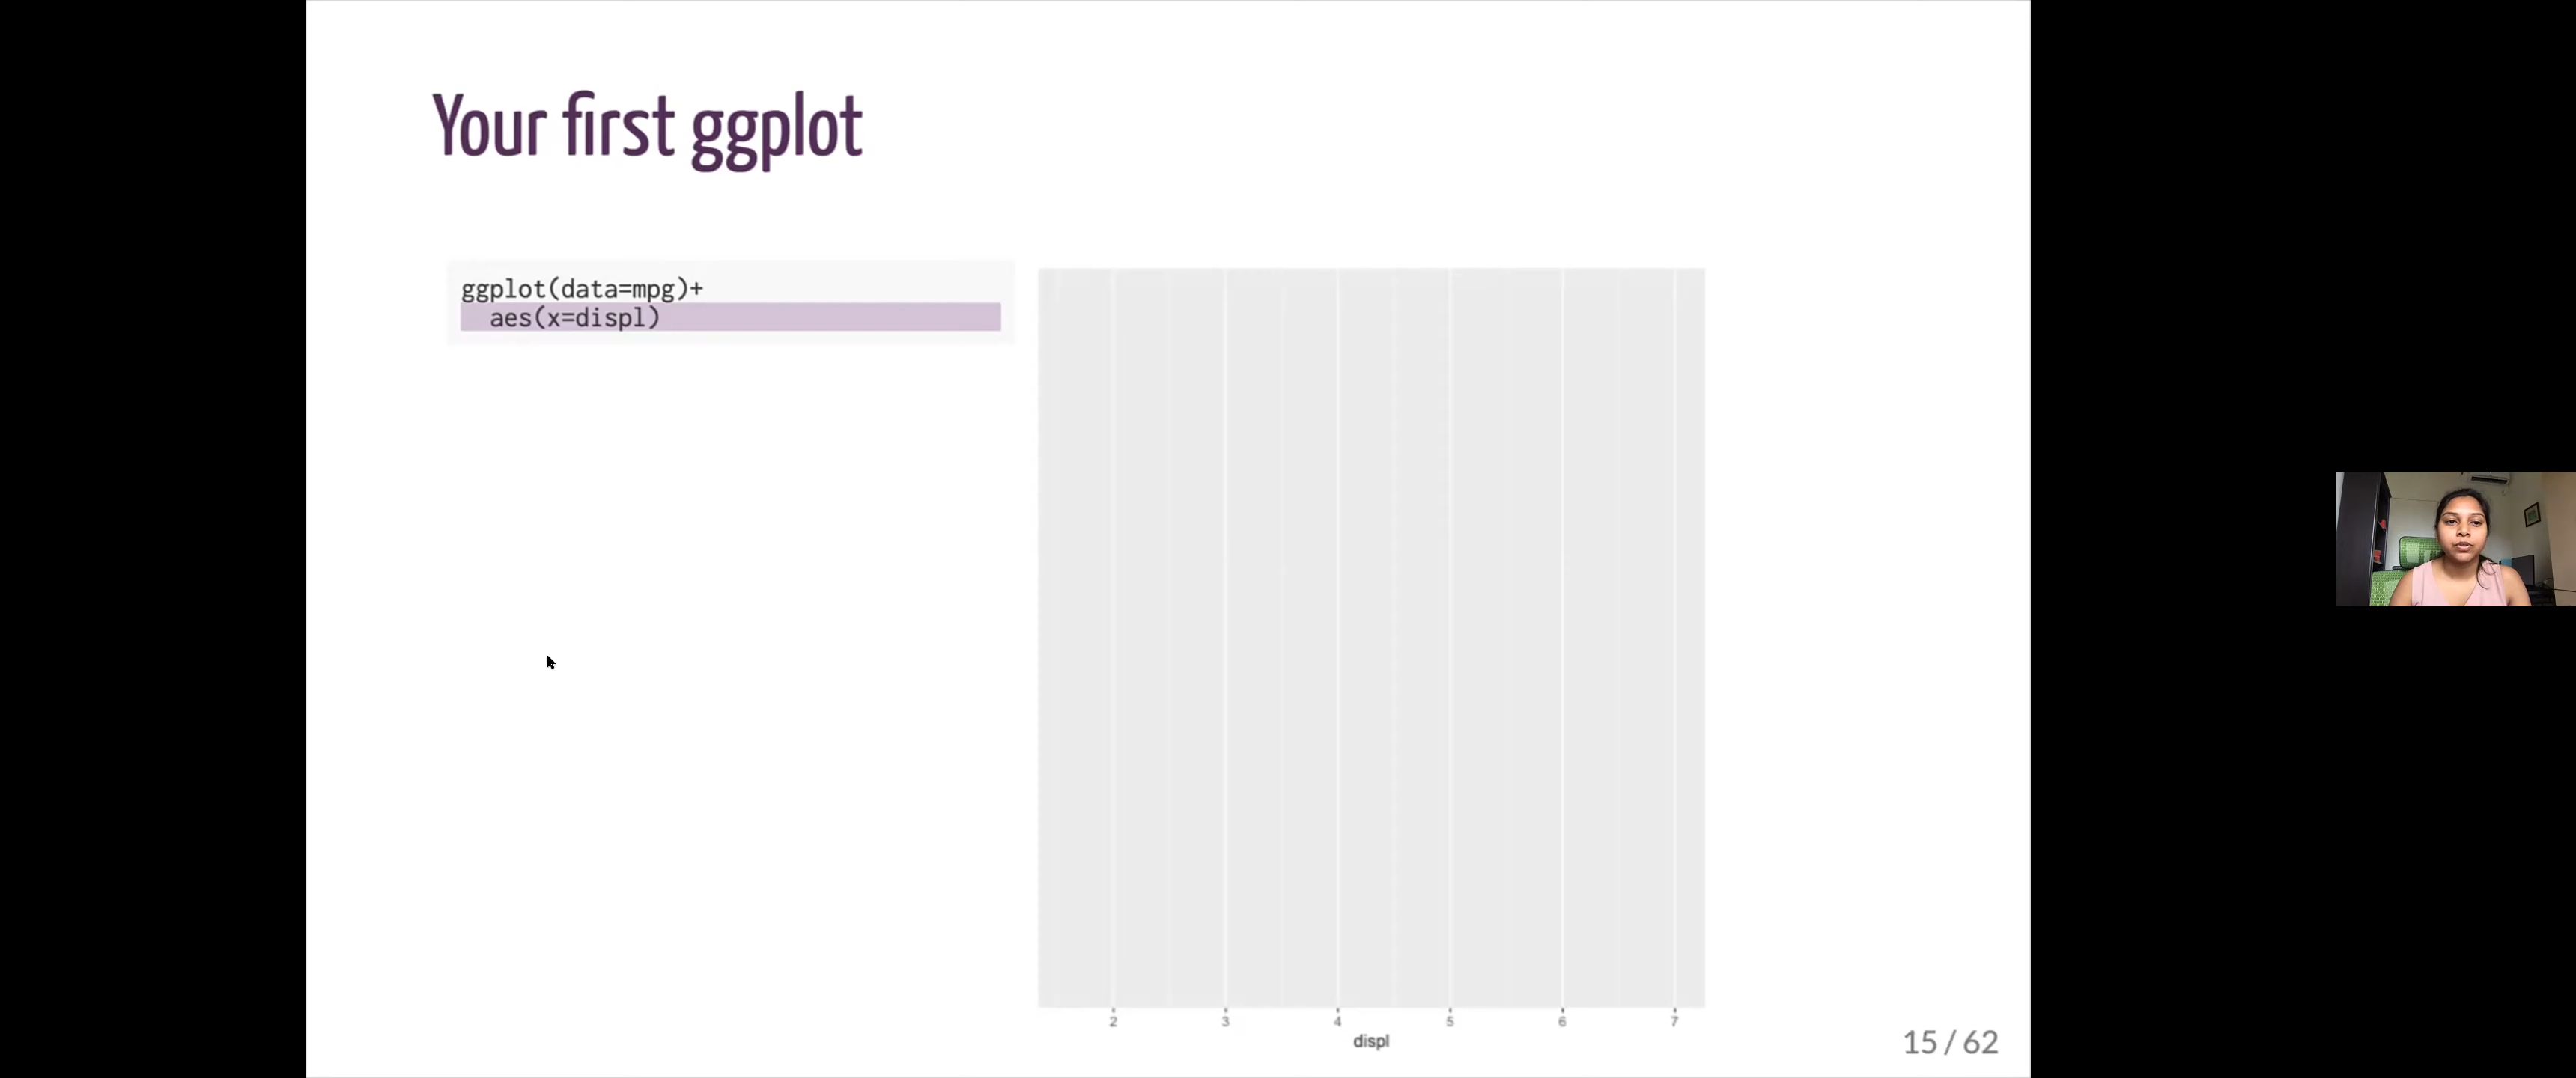 Your first ggplot
ggplot(data=mpg)+
  aes(x=displ)
2 3 4 5 6 7
displ
15 / 62